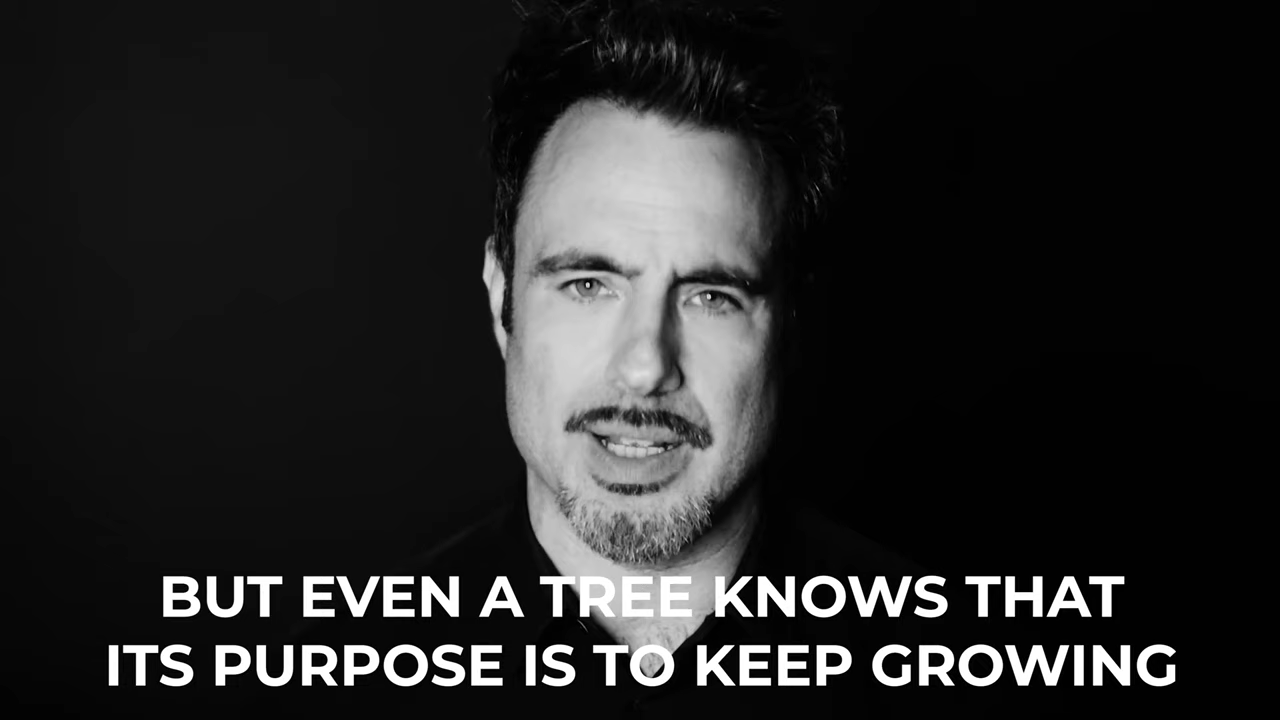 BUT EVEN A TREE KNOWS THAT
ITS PURPOSE IS TO KEEP GROWING